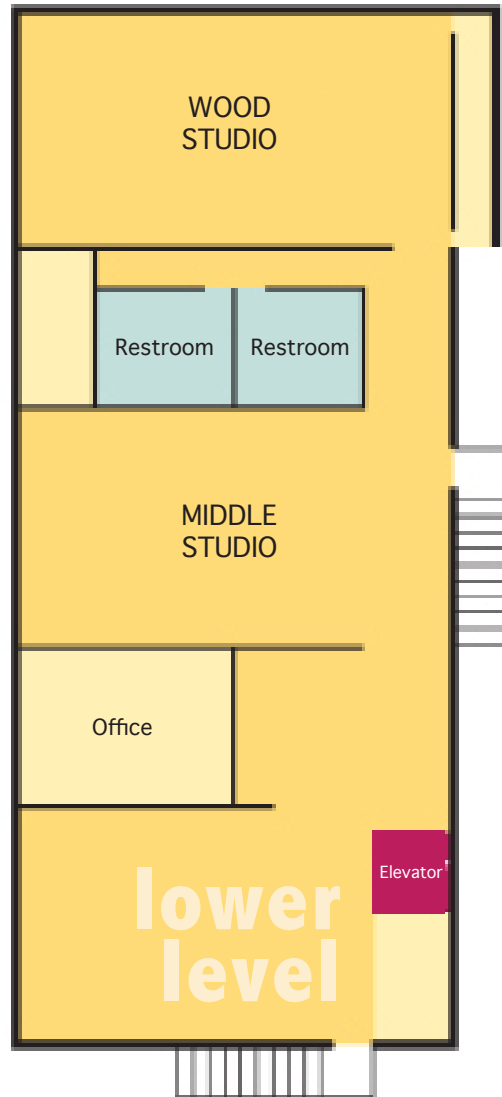 WOOD
STUDIO
Restroom
Restroom
MIDDLE
STUDIO
Office
Elevator
lower
level